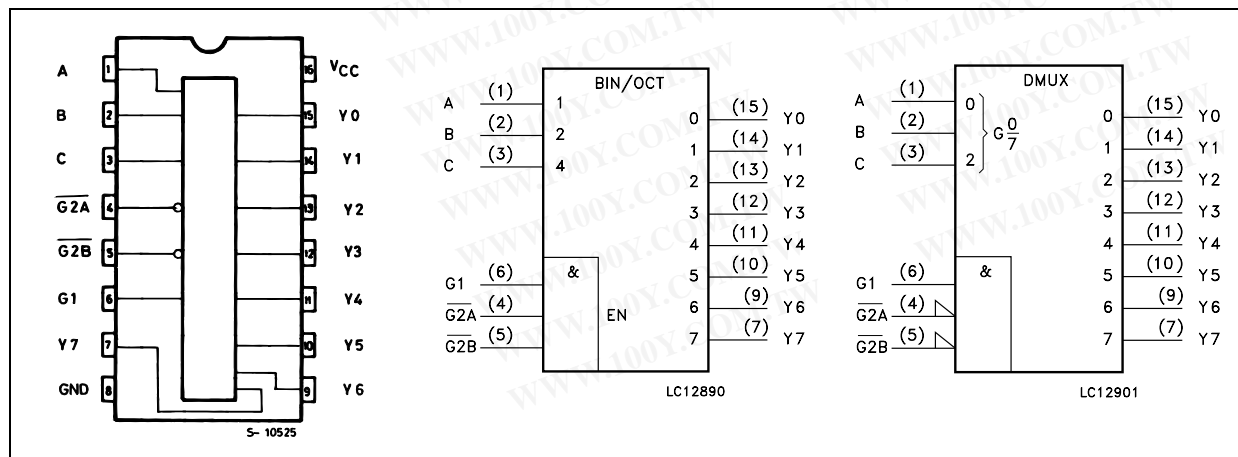 A 1 16 VCC
B 2 15 Y0
C 3 14 Y1
G2A 4 13 Y2
G2B 5 12 Y3
G1 6 11 Y4
Y7 7 10 Y5
GND 8 9 Y6
S- 10525
BIN/OCT
A (1) 1 0 (15) Y0
B (2) 2 1 (14) Y1
C (3) 4 2 (13) Y2
3 (12) Y3
4 (11) Y4
& 5 (10) Y5
G1 (6) 6 (9) Y6
G2A (4) EN 7 (7) Y7
G2B (5)
LC12890
DMUX
A (1) 0 0 (15) Y0
B (2) G 0/7 1 (14) Y1
C (3) 2 2 (13) Y2
3 (12) Y3
4 (11) Y4
& 5 (10) Y5
G1 (6) 6 (9) Y6
G2A (4) 7 (7) Y7
G2B (5)
LC12901
WWW.100Y.COM.TW